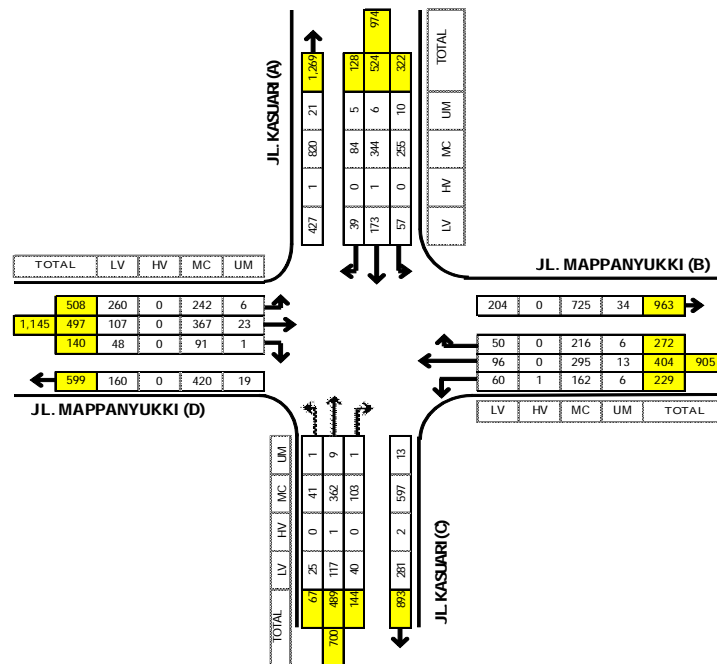 JL. KASUARI (A)
1,269 21 820 1 427
974
128 5 84 0 39
524 6 344 1 173
322 10 255 0 57
TOTAL UM MC HV LV
TOTAL LV HV MC UM
508 260 0 242 6
1,145 497 107 0 367 23
140 48 0 91 1
599 160 0 420 19
JL. MAPPANYUKKI (D)
JL. MAPPANYUKKI (B)
204 0 725 34 963
50 0 216 6 272
96 0 295 13 404 905
60 1 162 6 229
LV HV MC UM TOTAL
TOTAL LV HV MC UM
67 25 0 41 1
700 489 117 1 362 9
144 40 0 103 1
893 281 2 597 13
JL. KASUARI (C)